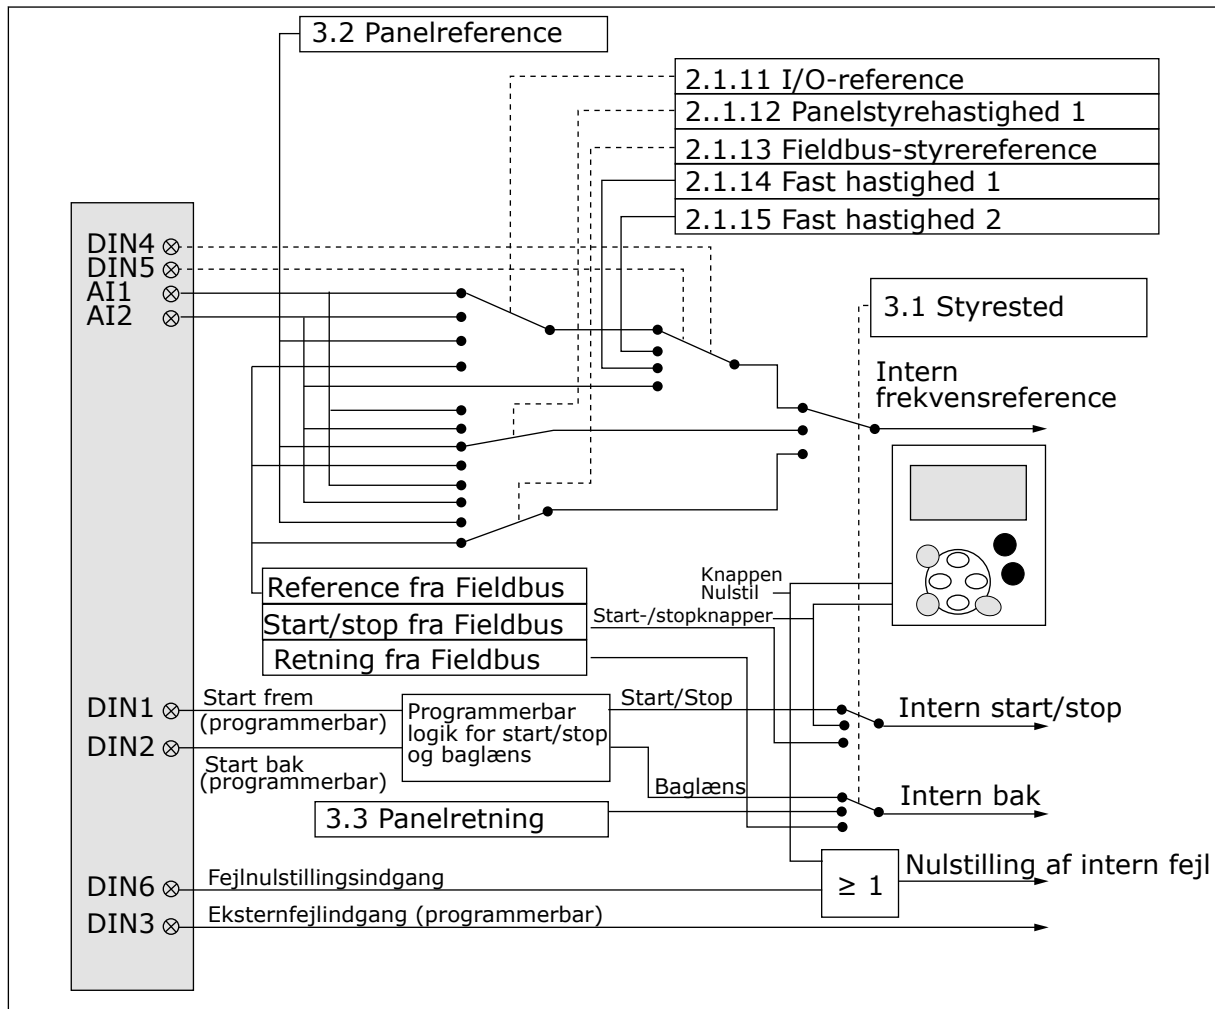 3.2 Panelreference
2.1.11 I/O-reference
2..1.12 Panelstyrehastighed 1
2.1.13 Fieldbus-styrereference
2.1.14 Fast hastighed 1
2.1.15 Fast hastighed 2
DIN4
DIN5
AI1
AI2
3.1 Styrested
Intern
frekvensreference
Reference fra Fieldbus
Start/stop fra Fieldbus
Retning fra Fieldbus
Knappen
Nulstil
Start-/stopknapper
DIN1
Start frem
(programmerbar)
DIN2
Start bak
(programmerbar)
Programmerbar
logik for start/stop
og baglæns
Start/Stop
Baglæns
Intern start/stop
Intern bak
3.3 Panelretning
DIN6
Fejlnulstillingsindgang
≥ 1
Nulstilling af intern fejl
DIN3
Eksternfejlindgang (programmerbar)